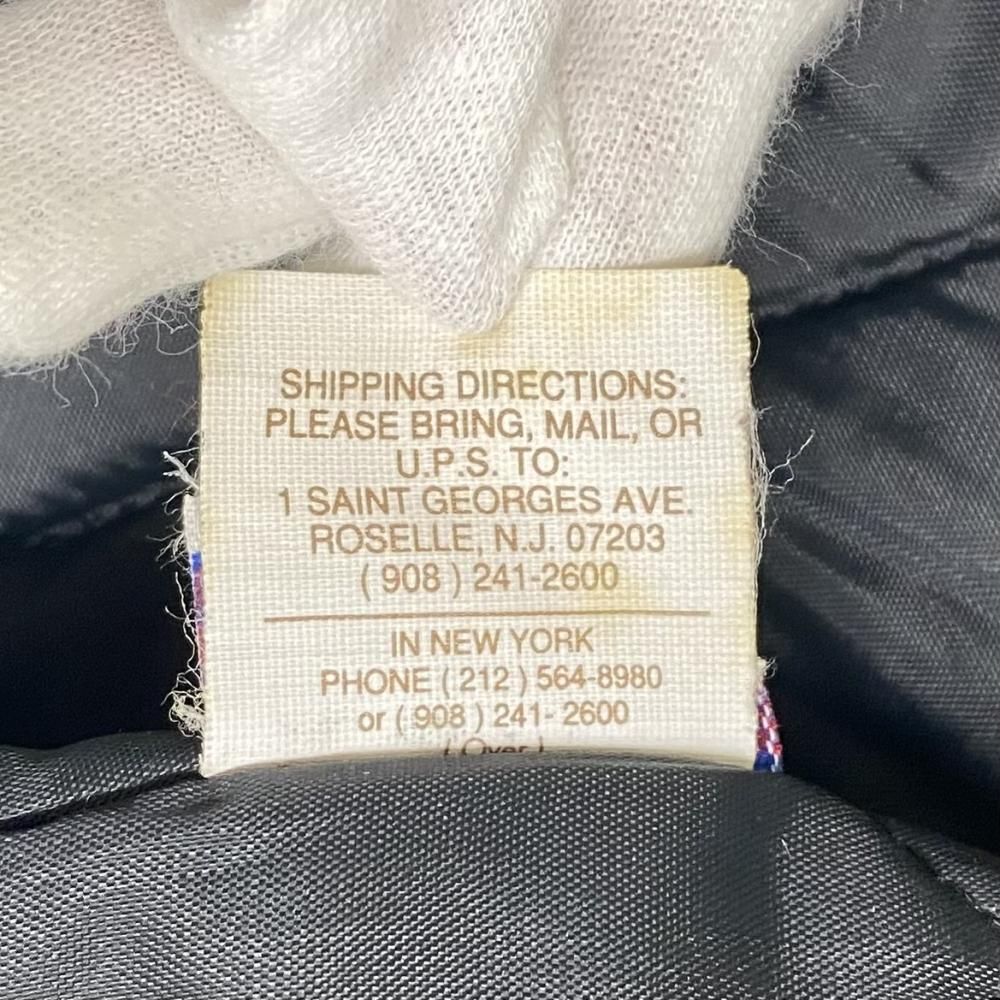 SHIPPING DIRECTIONS:
PLEASE BRING, MAIL, OR
U.P.S. TO:
1 SAINT GEORGES AVE.
ROSELLE, N.J. 07203
( 908 ) 241-2600
IN NEW YORK
PHONE ( 212 ) 564-8980
or ( 908 ) 241- 2600
( Over )